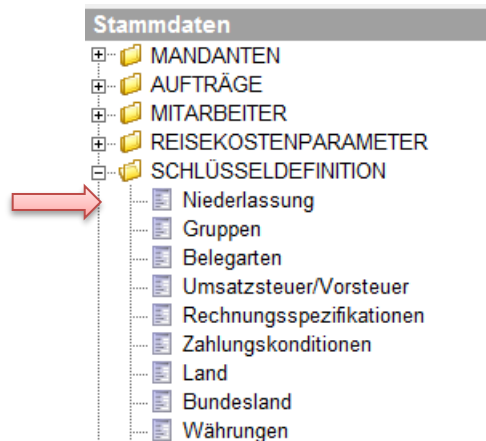 Stammdaten
MANDANTEN
AUFTRÄGE
MITARBEITER
REISEKOSTENPARAMETER
SCHLÜSSELDEFINITION
Niederlassung
Gruppen
Belegarten
Umsatzsteuer/Vorsteuer
Rechnungsspezifikationen
Zahlungskonditionen
Land
Bundesland
Währungen